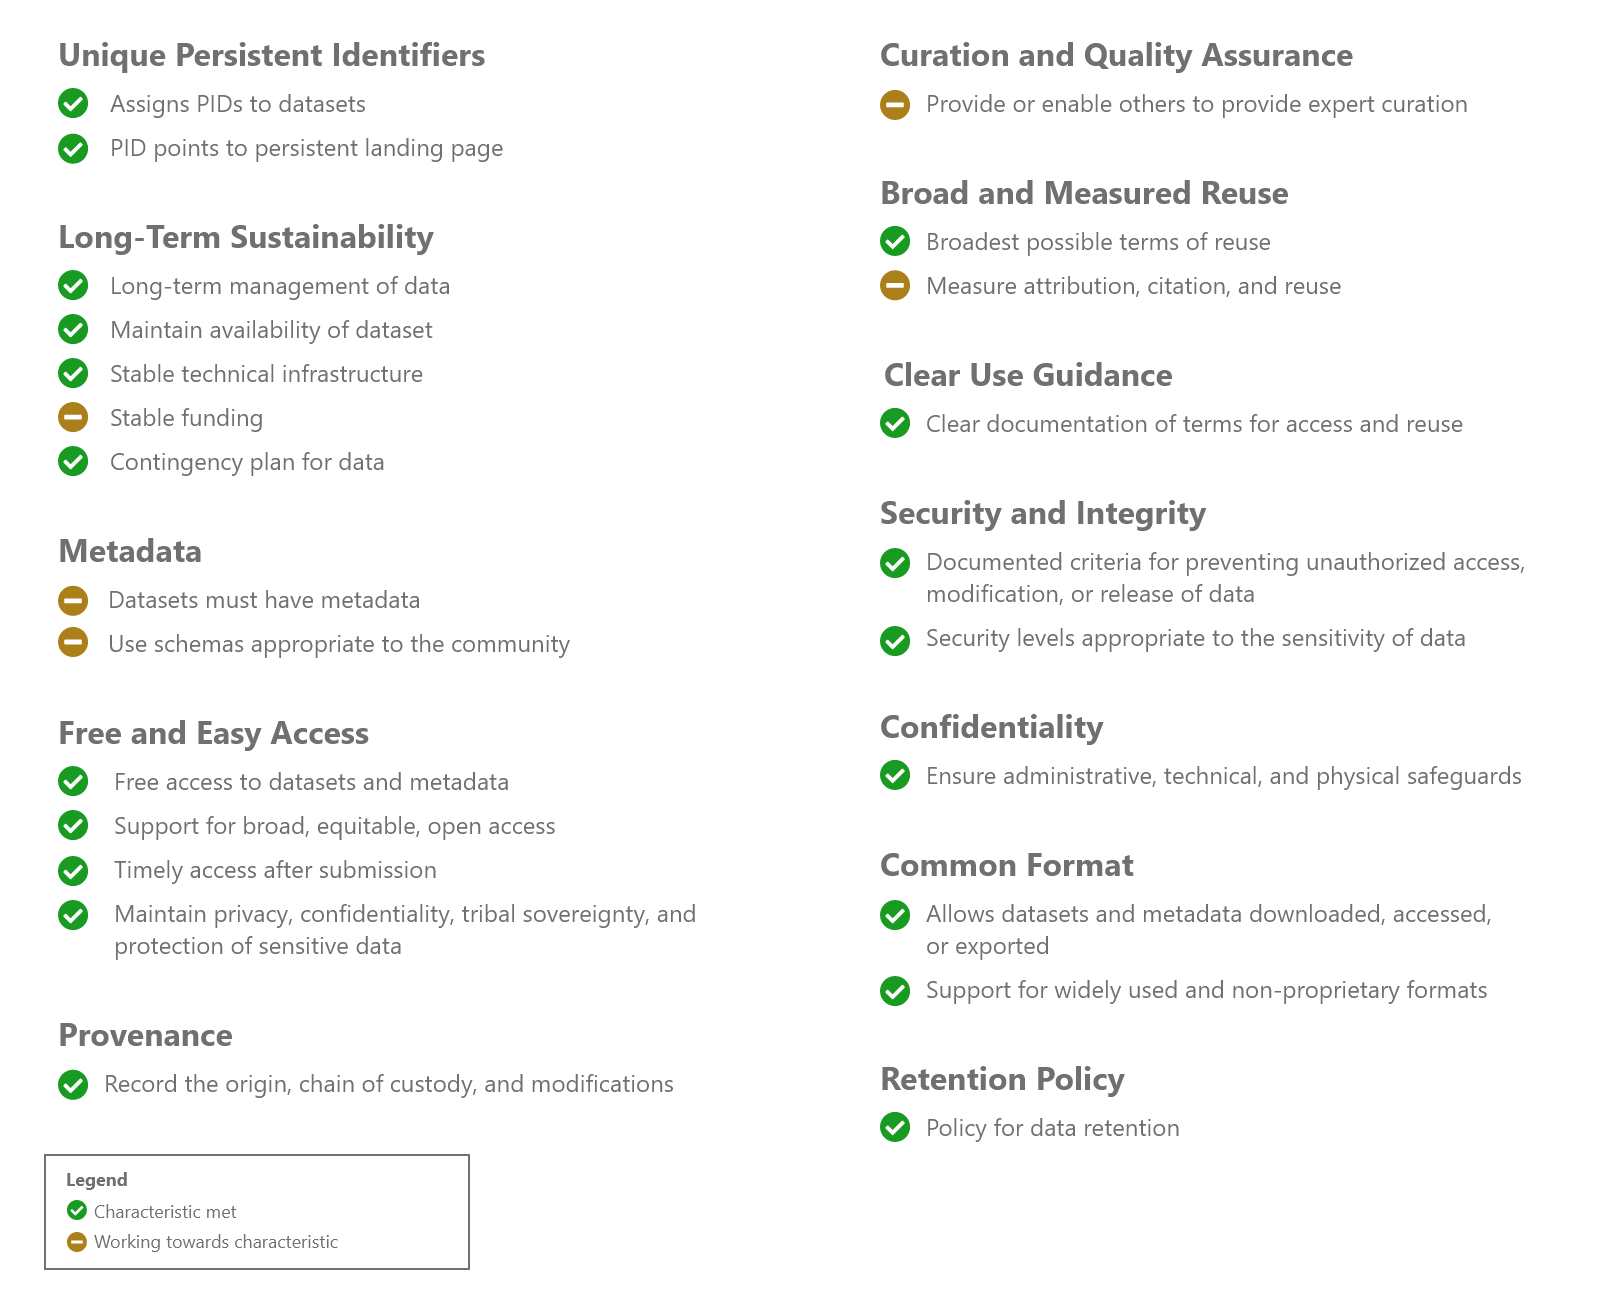 Unique Persistent Identifiers
Assigns PIDs to datasets
PID points to persistent landing page
Long-Term Sustainability
Long-term management of data
Maintain availability of dataset
Stable technical infrastructure
Stable funding
Contingency plan for data
Metadata
Datasets must have metadata
Use schemas appropriate to the community
Free and Easy Access
Free access to datasets and metadata
Support for broad, equitable, open access
Timely access after submission
Maintain privacy, confidentiality, tribal sovereignty, and
protection of sensitive data
Provenance
Record the origin, chain of custody, and modifications
Legend
Characteristic met
Working towards characteristic
Curation and Quality Assurance
Provide or enable others to provide expert curation
Broad and Measured Reuse
Broadest possible terms of reuse
Measure attribution, citation, and reuse
Clear Use Guidance
Clear documentation of terms for access and reuse
Security and Integrity
Documented criteria for preventing unauthorized access,
modification, or release of data
Security levels appropriate to the sensitivity of data
Confidentiality
Ensure administrative, technical, and physical safeguards
Common Format
Allows datasets and metadata downloaded, accessed,
or exported
Support for widely used and non-proprietary formats
Retention Policy
Policy for data retention